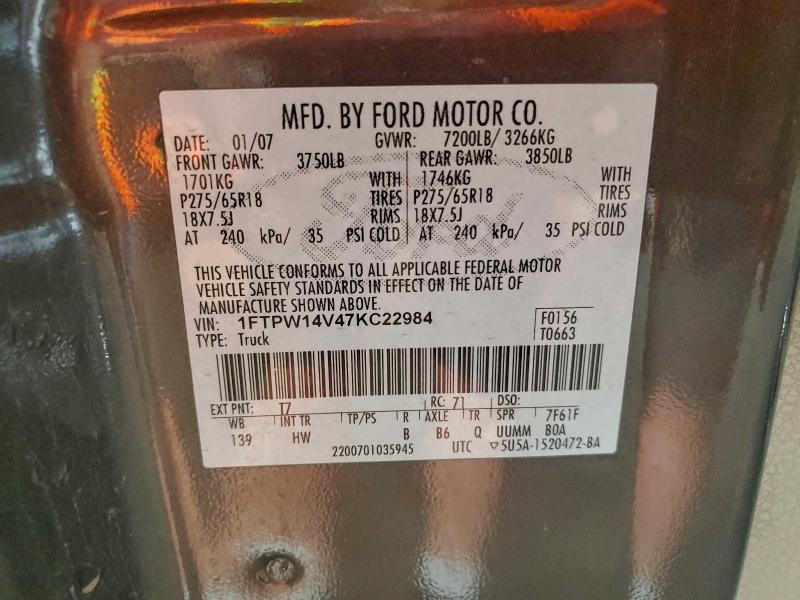 MFD. BY FORD MOTOR CO.
DATE: 01/07 GVWR: 7200LB/ 3266KG
FRONT GAWR: 3750LB REAR GAWR: 3850LB
1701KG WITH 1746KG WITH
P275/65R18 TIRES P275/65R18 TIRES
18X7.5J RIMS 18X7.5J RIMS
AT 240 kPa/ 35 PSI COLD AT 240 kPa/ 35 PSI COLD
THIS VEHICLE CONFORMS TO ALL APPLICABLE FEDERAL MOTOR
VEHICLE SAFETY STANDARDS IN EFFECT ON THE DATE OF
MANUFACTURE SHOWN ABOVE.
VIN: 1FTPW14V47KC22984 F0156
TYPE: Truck T0663
EXT PNT: T7 RC: 71 DSO:
WB INT TR TP/PS R AXLE TR SPR 7F61F
139 HW B B6 Q UUMM BOA
2200701035945 UTC ▽5U5A-1520472-BA